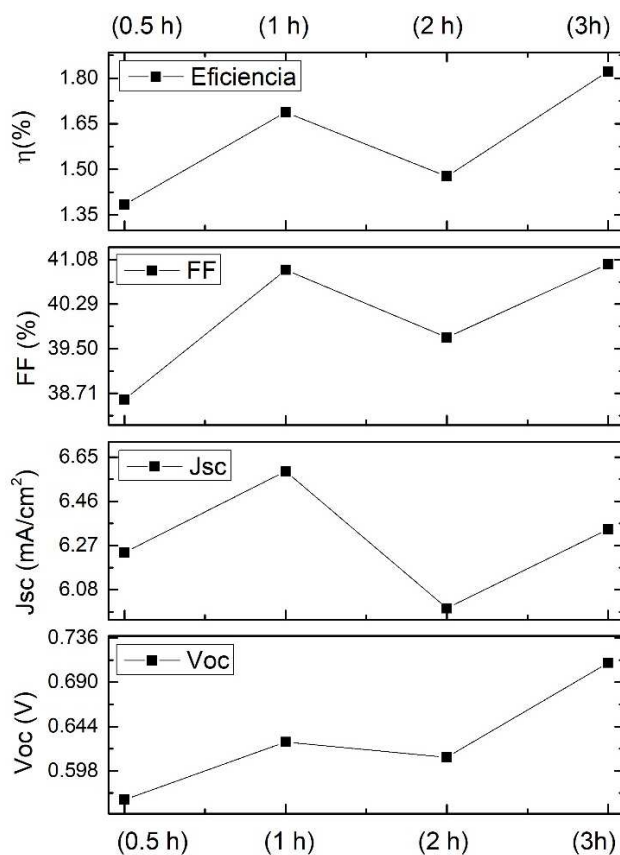 (0.5 h) (1 h) (2 h) (3h)
Eficiencia
η(%)
1.80
1.65
1.50
1.35
FF
FF (%)
41.08
40.29
39.50
38.71
Jsc
Jsc (mA/cm²)
6.65
6.46
6.27
6.08
Voc
Voc (V)
0.736
0.690
0.644
0.598
(0.5 h) (1 h) (2 h) (3h)